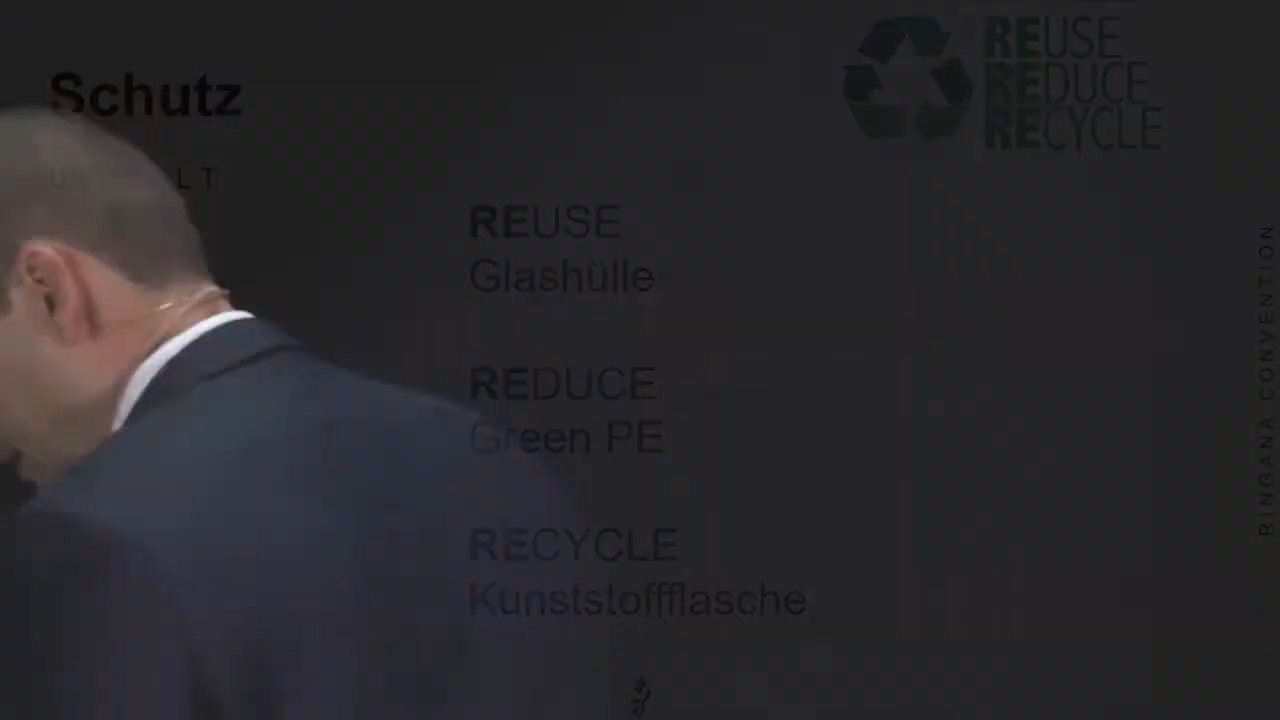 Schutz
REUSE
REDUCE
RECYCLE
REUSE
Glashülle
REDUCE
Green PE
RECYCLE
Kunststoffflasche
RINGANA CONVENTION